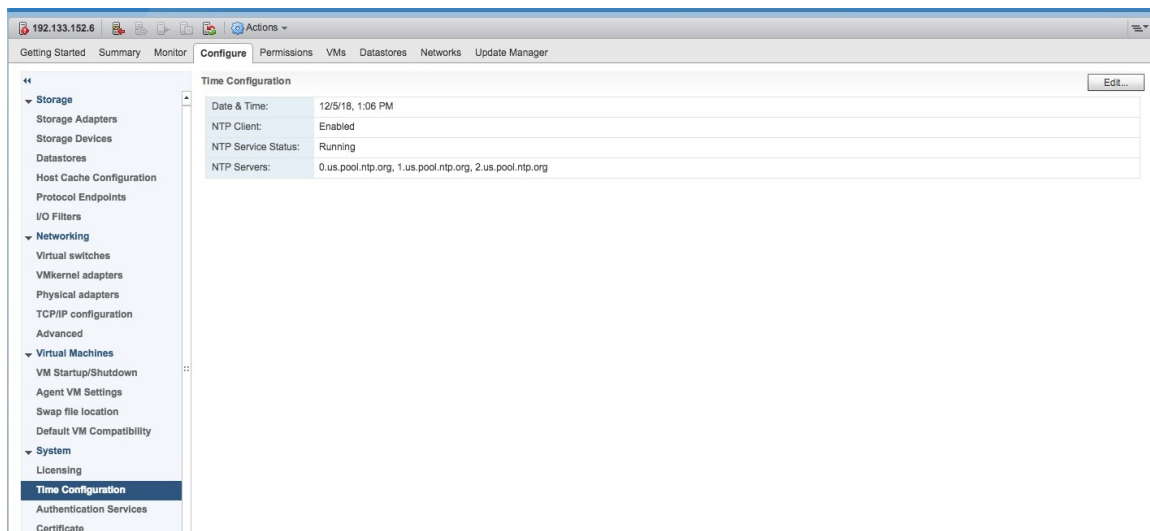 192.133.152.6 Actions
Getting Started Summary Monitor Configure Permissions VMs Datastores Networks Update Manager
Time Configuration Edit...
Storage
Storage Adapters
Storage Devices
Datastores
Host Cache Configuration
Protocol Endpoints
I/O Filters
Networking
Virtual switches
VMkernel adapters
Physical adapters
TCP/IP configuration
Advanced
Virtual Machines
VM Startup/Shutdown
Agent VM Settings
Swap file location
Default VM Compatibility
System
Licensing
Time Configuration
Authentication Services
Certificate
Date & Time: 12/5/18, 1:06 PM
NTP Client: Enabled
NTP Service Status: Running
NTP Servers: 0.us.pool.ntp.org, 1.us.pool.ntp.org, 2.us.pool.ntp.org